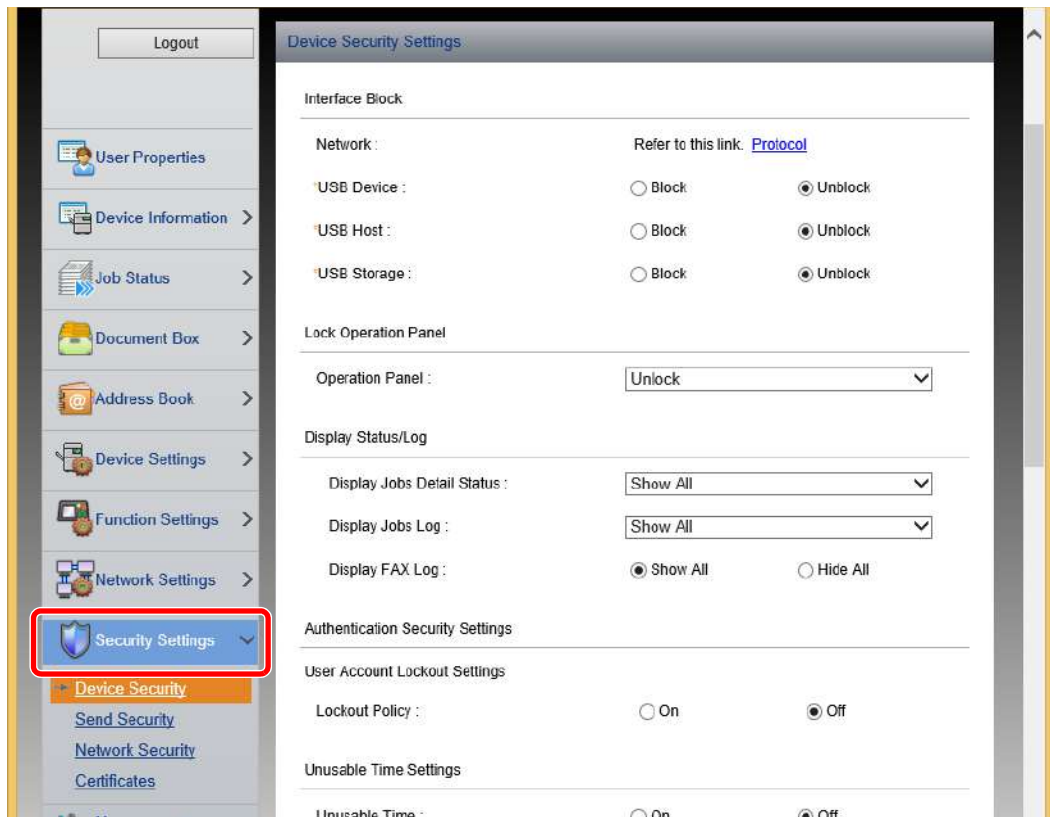 Logout
Device Security Settings
Interface Block
Network : Refer to this link. Protocol
User Properties
*USB Device : Block Unblock
Device Information
*USB Host : Block Unblock
Job Status
*USB Storage : Block Unblock
Document Box
Lock Operation Panel
Operation Panel : Unlock
Address Book
Display Status/Log
Device Settings
Display Jobs Detail Status : Show All
Function Settings
Display Jobs Log : Show All
Network Settings
Display FAX Log : Show All Hide All
Security Settings
Authentication Security Settings
User Account Lockout Settings
Device Security
Lockout Policy : On Off
Send Security
Network Security
Unusable Time Settings
Certificates
Unusable Time : On Off